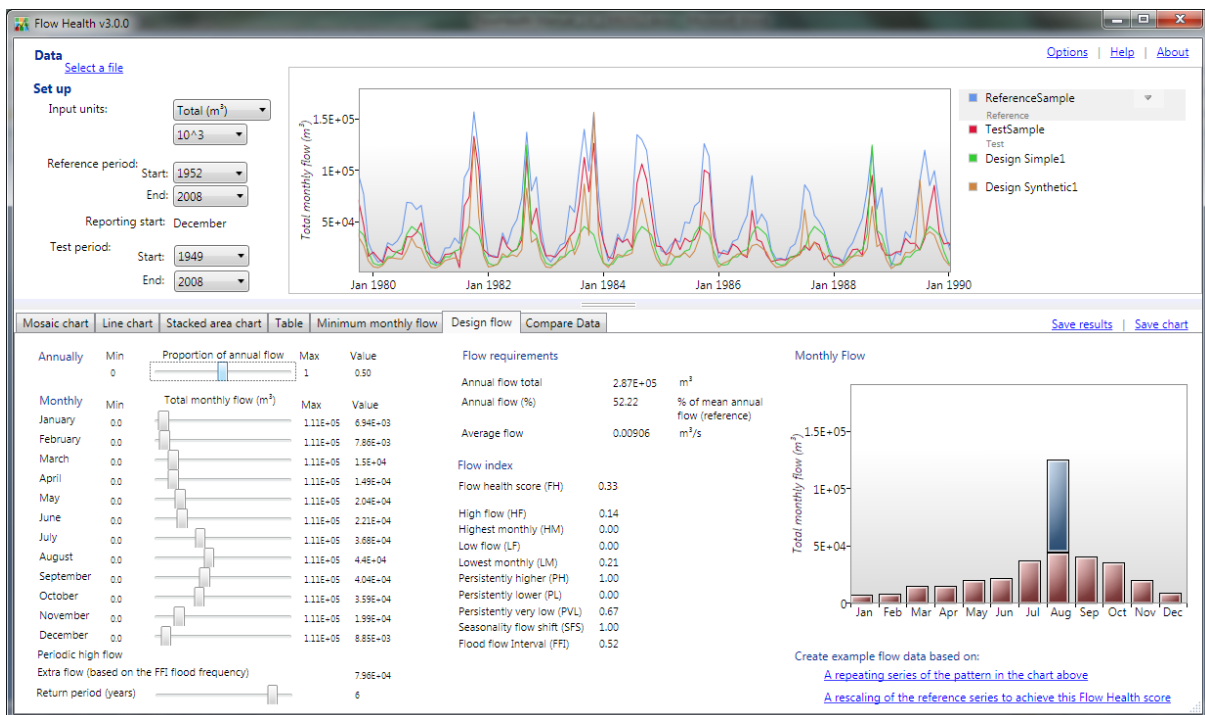 Flow Health v3.0.0
Data
Select a file
Options | Help | About
Set up
Input units: Total (m³)
10^3
Reference period:
Start: 1952
End: 2008
Reporting start: December
Test period:
Start: 1949
End: 2008
Total monthly flow (m³)
1.5E+05
1E+05
5E+04
Jan 1980 Jan 1982 Jan 1984 Jan 1986 Jan 1988 Jan 1990
ReferenceSample
Reference
TestSample
Test
Design Simple1
Design Synthetic1
Mosaic chart Line chart Stacked area chart Table Minimum monthly flow Design flow Compare Data
Save results | Save chart
Annually Min Proportion of annual flow Max Value
0 1 0.50
Monthly Min Total monthly flow (m³) Max Value
January 0.0 1.11E+05 6.94E+03
February 0.0 1.11E+05 7.86E+03
March 0.0 1.11E+05 1.5E+04
April 0.0 1.11E+05 1.49E+04
May 0.0 1.11E+05 2.04E+04
June 0.0 1.11E+05 2.21E+04
July 0.0 1.11E+05 3.68E+04
August 0.0 1.11E+05 4.4E+04
September 0.0 1.11E+05 4.04E+04
October 0.0 1.11E+05 3.59E+04
November 0.0 1.11E+05 1.99E+04
December 0.0 1.11E+05 8.85E+03
Periodic high flow
Extra flow (based on the FFI flood frequency) 7.96E+04
Return period (years) 6
Flow requirements
Annual flow total 2.87E+05 m³
Annual flow (%) 52.22 % of mean annual
flow (reference)
Average flow 0.00906 m³/s
Flow index
Flow health score (FH) 0.33
High flow (HF) 0.14
Highest monthly (HM) 0.00
Low flow (LF) 0.00
Lowest monthly (LM) 0.21
Persistently higher (PH) 1.00
Persistently lower (PL) 0.00
Persistently very low (PVL) 0.67
Seasonality flow shift (SFS) 1.00
Flood flow Interval (FFI) 0.52
Monthly Flow
Total monthly flow (m³)
1.5E+05
1E+05
5E+04
0
Jan Feb Mar Apr May Jun Jul Aug Sep Oct Nov Dec
Create example flow data based on:
A repeating series of the pattern in the chart above
A rescaling of the reference series to achieve this Flow Health score